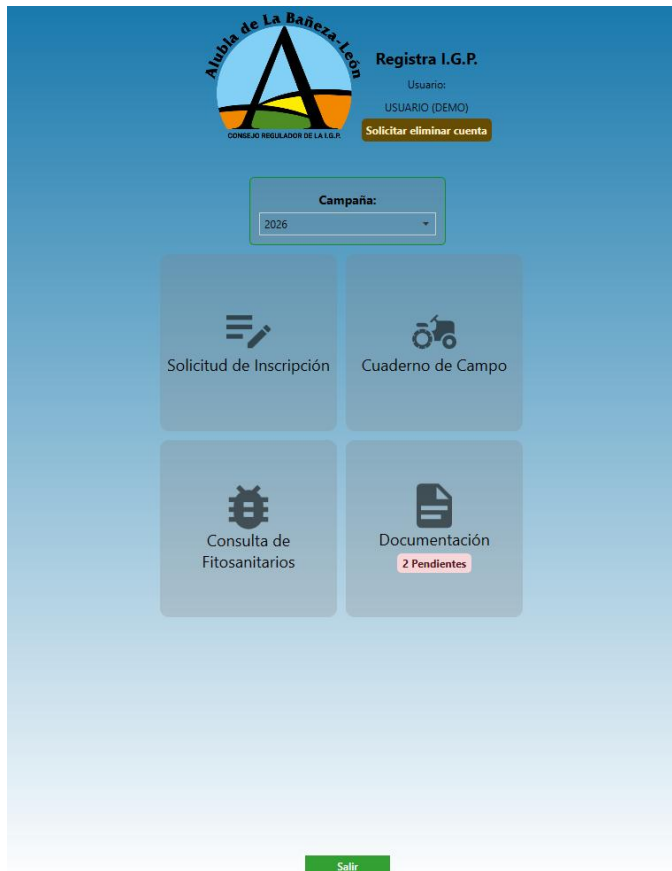 Alubia de La Bañeza-León
CONSEJO REGULADOR DE LA I.G.P.
Registra I.G.P.
Usuario:
USUARIO (DEMO)
Solicitar eliminar cuenta
Campaña:
2026
Solicitud de Inscripción
Cuaderno de Campo
Consulta de
Fitosanitarios
Documentación
2 Pendientes
Salir